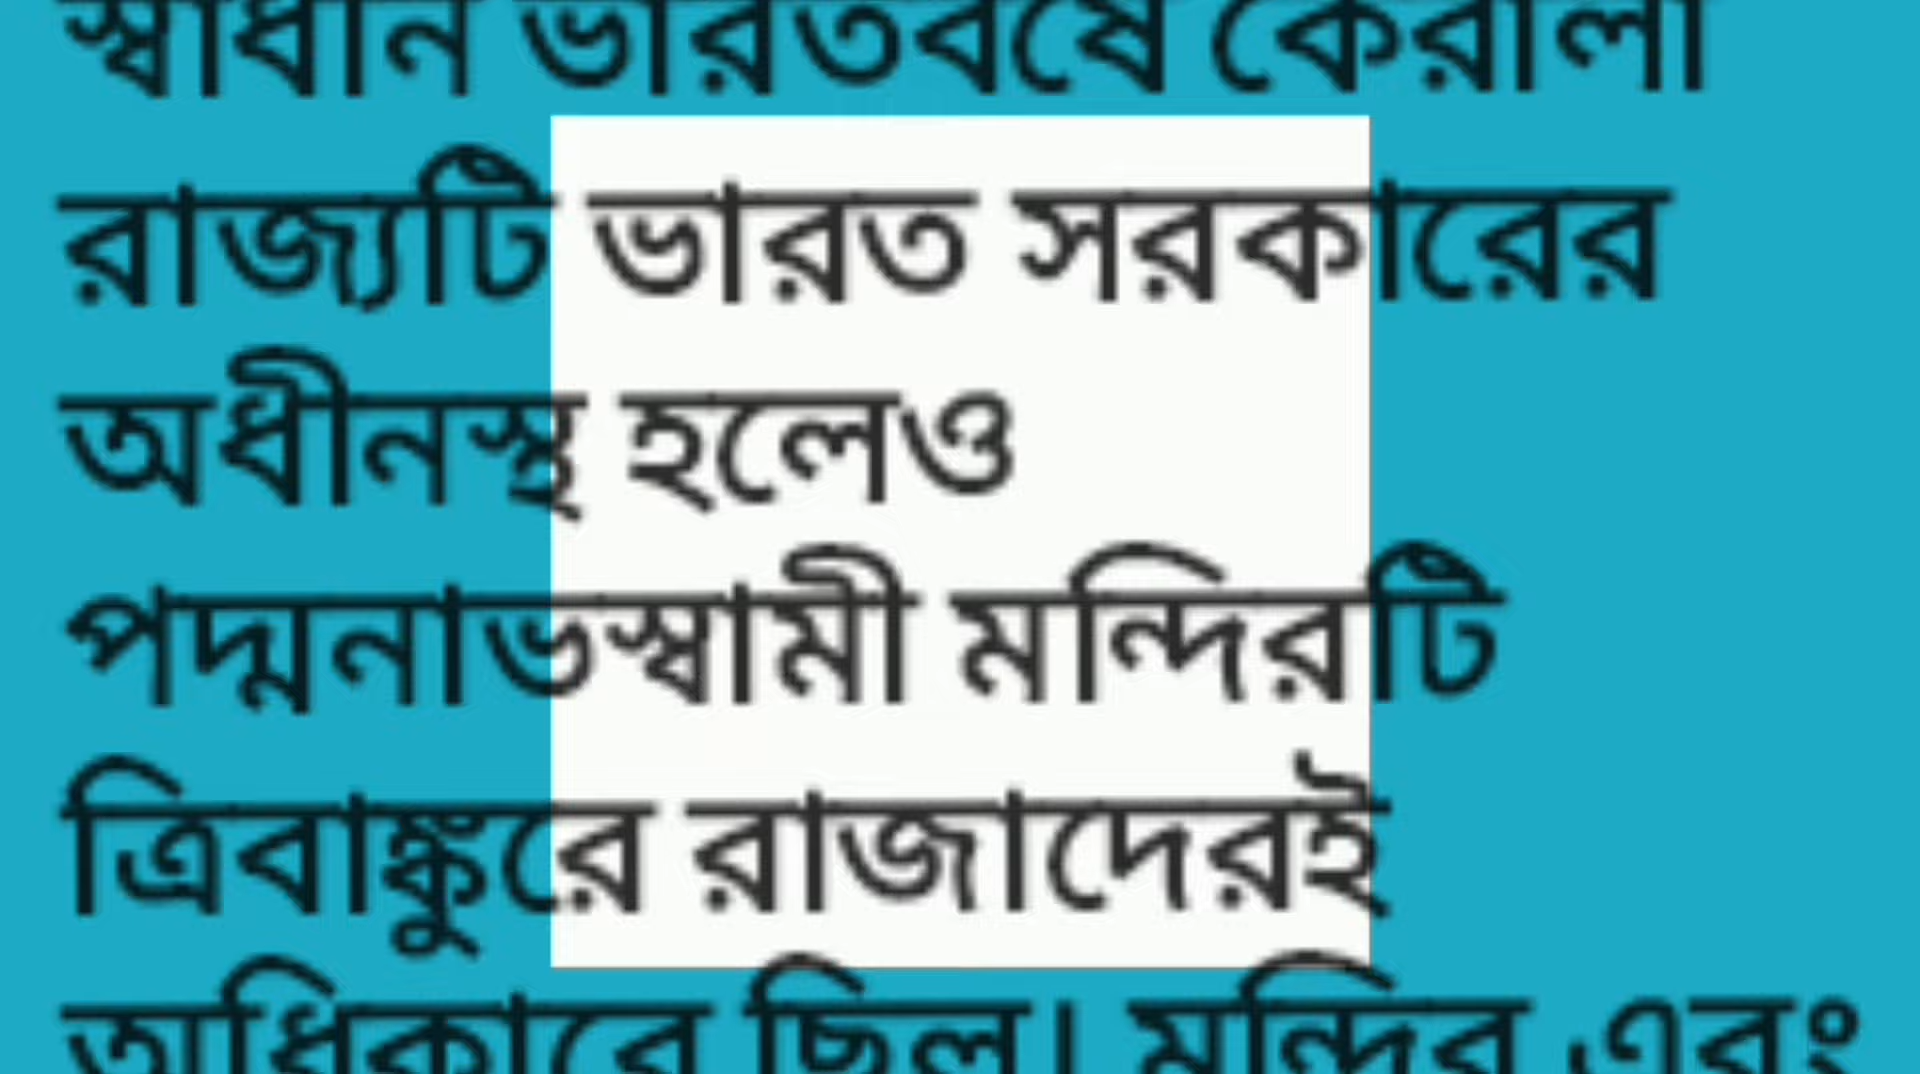 স্বাধীন ভারতবর্ষে কেরালা
রাজ্যটি ভারত সরকারের
অধীনস্থ হলেও
পদ্মনাভস্বামী মন্দিরটি
ত্রিবাঙ্কুরে রাজাদেরই
অধিকারে ছিল। মন্দির এবং